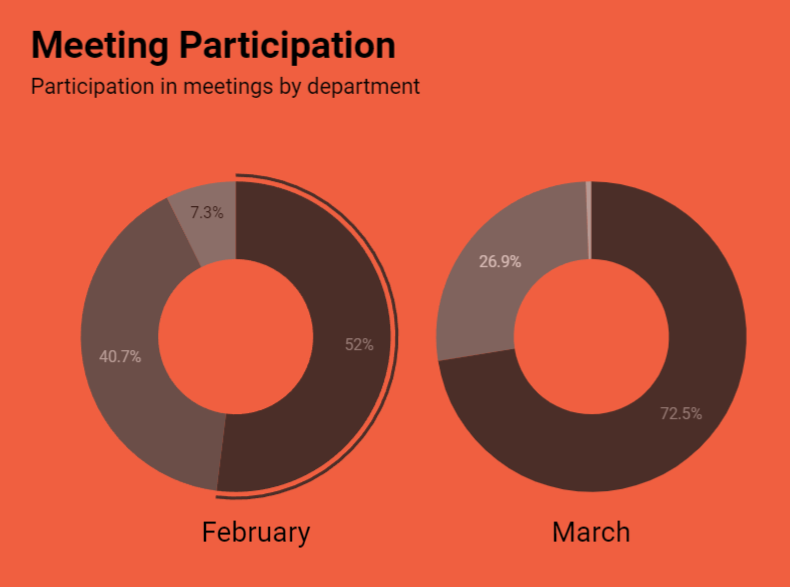 Meeting Participation
Participation in meetings by department
7.3%
52%
40.7%
26.9%
72.5%
February
March